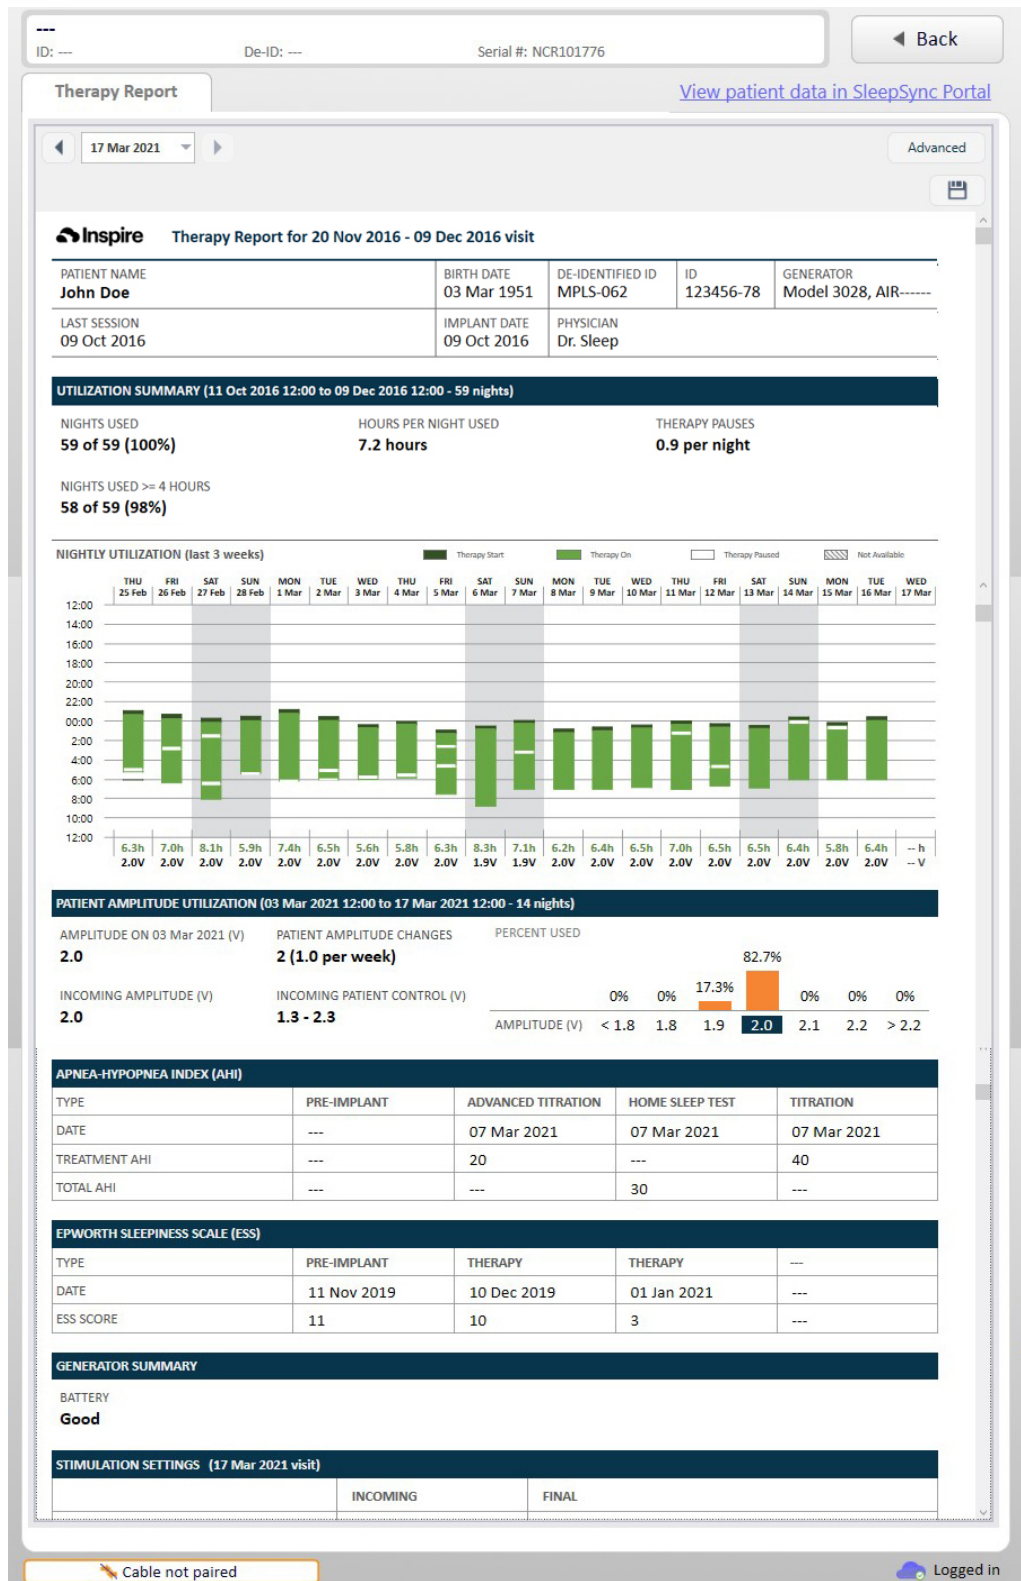 ---
ID: --- De-ID: --- Serial #: NCR101776
Back
Therapy Report
View patient data in SleepSync Portal
17 Mar 2021
Advanced
Inspire Therapy Report for 20 Nov 2016 - 09 Dec 2016 visit
PATIENT NAME BIRTH DATE DE-IDENTIFIED ID ID GENERATOR
John Doe 03 Mar 1951 MPLS-062 123456-78 Model 3028, AIR------
LAST SESSION IMPLANT DATE PHYSICIAN
09 Oct 2016 09 Oct 2016 Dr. Sleep
UTILIZATION SUMMARY (11 Oct 2016 12:00 to 09 Dec 2016 12:00 - 59 nights)
NIGHTS USED HOURS PER NIGHT USED THERAPY PAUSES
59 of 59 (100%) 7.2 hours 0.9 per night
NIGHTS USED >= 4 HOURS
58 of 59 (98%)
NIGHTLY UTILIZATION (last 3 weeks) Therapy Start Therapy On Therapy Paused Not Available
THU FRI SAT SUN MON TUE WED THU FRI SAT SUN MON TUE WED THU FRI SAT SUN MON TUE WED
25 Feb 26 Feb 27 Feb 28 Feb 1 Mar 2 Mar 3 Mar 4 Mar 5 Mar 6 Mar 7 Mar 8 Mar 9 Mar 10 Mar 11 Mar 12 Mar 13 Mar 14 Mar 15 Mar 16 Mar 17 Mar
12:00
14:00
16:00
18:00
20:00
22:00
00:00
2:00
4:00
6:00
8:00
10:00
12:00
6.3h 7.0h 8.1h 5.9h 7.4h 6.5h 5.6h 5.8h 6.3h 8.3h 7.1h 6.2h 6.4h 6.5h 7.0h 6.5h 6.5h 6.4h 5.8h 6.4h -- h
2.0V 2.0V 2.0V 2.0V 2.0V 2.0V 2.0V 2.0V 2.0V 1.9V 1.9V 2.0V 2.0V 2.0V 2.0V 2.0V 2.0V 2.0V 2.0V 2.0V -- V
PATIENT AMPLITUDE UTILIZATION (03 Mar 2021 12:00 to 17 Mar 2021 12:00 - 14 nights)
AMPLITUDE ON 03 Mar 2021 (V) PATIENT AMPLITUDE CHANGES PERCENT USED
2.0 2 (1.0 per week)
INCOMING AMPLITUDE (V) INCOMING PATIENT CONTROL (V)
2.0 1.3 - 2.3
0% 0% 17.3% 82.7% 0% 0% 0%
AMPLITUDE (V) < 1.8 1.8 1.9 2.0 2.1 2.2 > 2.2
APNEA-HYPOPNEA INDEX (AHI)
TYPE PRE-IMPLANT ADVANCED TITRATION HOME SLEEP TEST TITRATION
DATE --- 07 Mar 2021 07 Mar 2021 07 Mar 2021
TREATMENT AHI --- 20 --- 40
TOTAL AHI --- --- 30 ---
EPWORTH SLEEPINESS SCALE (ESS)
TYPE PRE-IMPLANT THERAPY THERAPY ---
DATE 11 Nov 2019 10 Dec 2019 01 Jan 2021 ---
ESS SCORE 11 10 3 ---
GENERATOR SUMMARY
BATTERY
Good
STIMULATION SETTINGS (17 Mar 2021 visit)
INCOMING FINAL
Cable not paired
Logged in